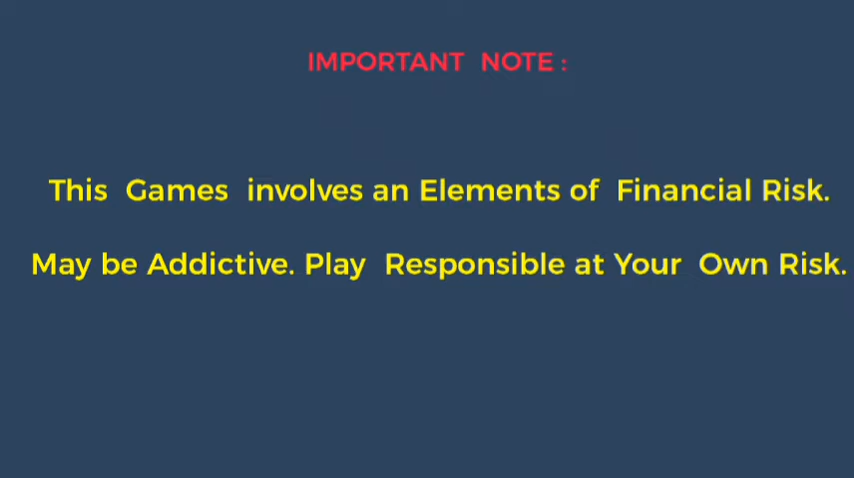 IMPORTANT NOTE :
This Games involves an Elements of Financial Risk.
May be Addictive. Play Responsible at Your Own Risk.